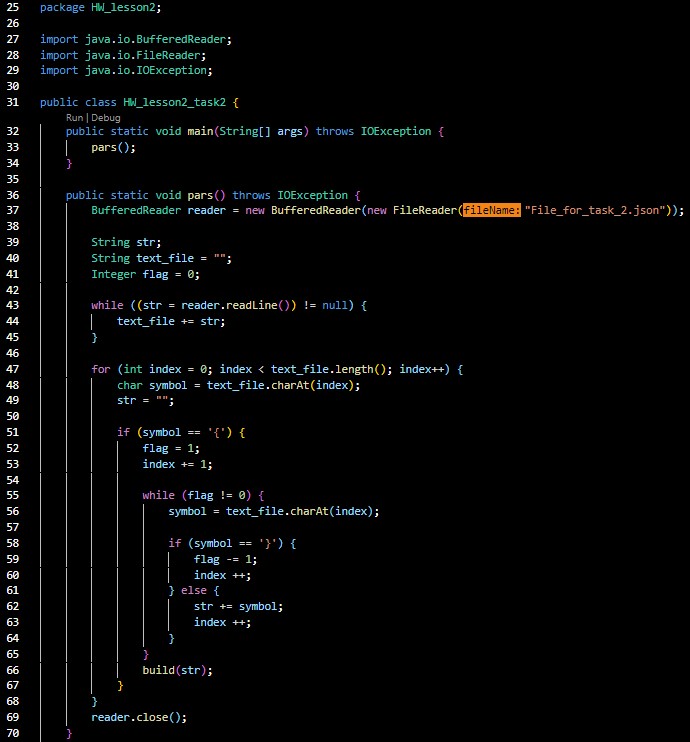 25 package HW_lesson2;
26
27 import java.io.BufferedReader;
28 import java.io.FileReader;
29 import java.io.IOException;
30
31 public class HW_lesson2_task2 {
Run | Debug
32     public static void main(String[] args) throws IOException {
33         pars();
34     }
35
36     public static void pars() throws IOException {
37         BufferedReader reader = new BufferedReader(new FileReader(fileName: "File_for_task_2.json"));
38
39         String str;
40         String text_file = "";
41         Integer flag = 0;
42
43         while ((str = reader.readLine()) != null) {
44             text_file += str;
45         }
46
47         for (int index = 0; index < text_file.length(); index++) {
48             char symbol = text_file.charAt(index);
49             str = "";
50
51             if (symbol == '{') {
52                 flag = 1;
53                 index += 1;
54
55                 while (flag != 0) {
56                     symbol = text_file.charAt(index);
57
58                     if (symbol == '}') {
59                         flag -= 1;
60                         index ++;
61                     } else {
62                         str += symbol;
63                         index ++;
64                     }
65                 }
66                 build(str);
67             }
68         }
69         reader.close();
70     }